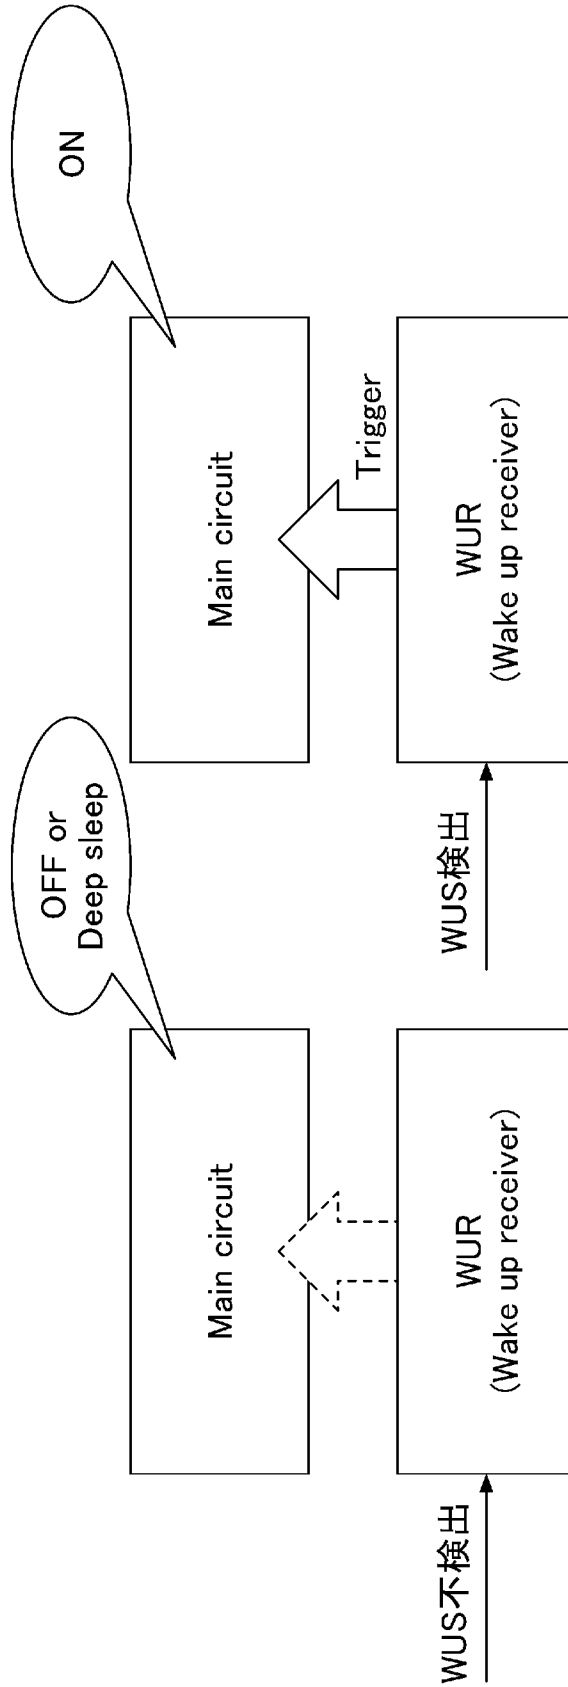 OFF or
Deep sleep
Main circuit
WUS不検出
WUR
(Wake up receiver)
ON
Main circuit
Trigger
WUS検出
WUR
(Wake up receiver)